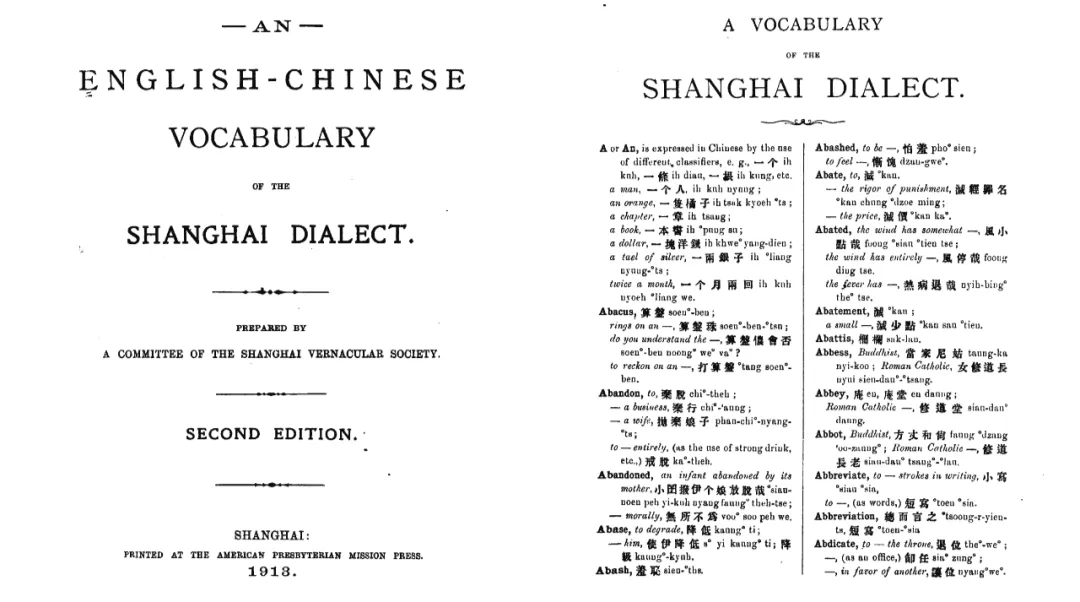 — AN —
ENGLISH-CHINESE
VOCABULARY
OF THE
SHANGHAI DIALECT.
PREPARED BY
A COMMITTEE OF THE SHANGHAI VERNACULAR SOCIETY.
SECOND EDITION.
SHANGHAI:
PRINTED AT THE AMERICAN PRESBYTERIAN MISSION PRESS.
1913.
A VOCABULARY
OF THE
SHANGHAI DIALECT.
A or An, is expressed in Chinese by the use
of different, classifiers, e. g., 一个 ih
kuh, 一條 ih diau, 一級 ih kung, etc.
a man, 一个人, ih kuh nyung;
an orange, 一隻橘子 ih tsak kyoeh °ts;
a chapter, 一章 ih tsang;
a book, 一本書 ih °pung su;
a dollar, 一塊洋錢 ih khwe° yang-dien;
a tael of silver, 一兩銀子 ih °liang
nyung-°ts;
twice a month, 一个月兩回 ih kuh
nyoeh °liang we.
Abacus, 算盤 soen°-ben;
rings on an —, 算盤珠 soen°-ben-°tsu;
do you understand the —, 算盤儂會否
soen°-ben noong° we° va°?
to reckon on an —, 打算盤 °tang soen°-
ben.
Abandon, to, 棄脫 chi°-theh;
— a business, 棄行 chi°-‘aung;
— a wife, 拋棄娘子 phau-chi°-nyang-
°ts;
to — entirely, (as the use of strong drink,
etc.,) 戒脫 ka°-theh.
Abandoned, an infant abandoned by its
mother, 小囡撥伊个娘放脫哉 °siau-
noen peh yi-kuh nyang faung° theh-tse;
— morally, 無所不爲 voo° soo peh we.
Abase, to degrade, 降低 kaung° ti;
— him, 使伊降低 s° yi kaung° ti; 降
級 kaung°-kyuh.
Abash, 羞恥 sieu-°ths.
Abashed, to be —, 怕羞 pho° sieu;
to feel —, 慚愧 dzau-gwe°.
Abate, to, 減 °kan.
— the rigor of punishment, 減輕罪名
°kan chung °dzoe ming;
— the price, 減價 °kan ka°.
Abated, the wind has somewhat —, 風小
點哉 foong °siau °tien tse;
the wind has entirely —, 風停哉 foong
ding tse.
the fever has —, 熱病退哉 nyih-bing°
the° tse.
Abatement, 減 °kan;
a small —, 減少點 °kan sau °tien.
Abattis, 柵欄 sak-lan.
Abbess, Buddhist, 當家尼姑 taung-ka
nyi-koo; Roman Catholic, 女修道長
nyui sieu-dau°-°tsang.
Abbey, 庵 en, 庵堂 en daung;
Roman Catholic —, 修道堂 siau-dau°
daung.
Abbot, Buddhist, 方丈和尙 faung °dzang
‘oo-zaung°; Roman Catholic —, 修道
長老 siau-dau° tsang°-°lau.
Abbreviate, to — strokes in writing, 小寫
°siau °sia,
to —, (as words,) 短寫 °toen °sia.
Abbreviation, 總而言之 °tsoong-r-yien-
ts, 短寫 °toen-°sia
Abdicate, to — the throne, 退位 the°-we°;
—, (as an office,) 卸任 sia° zung°;
—, in favor of another, 讓位 nyang°we°.